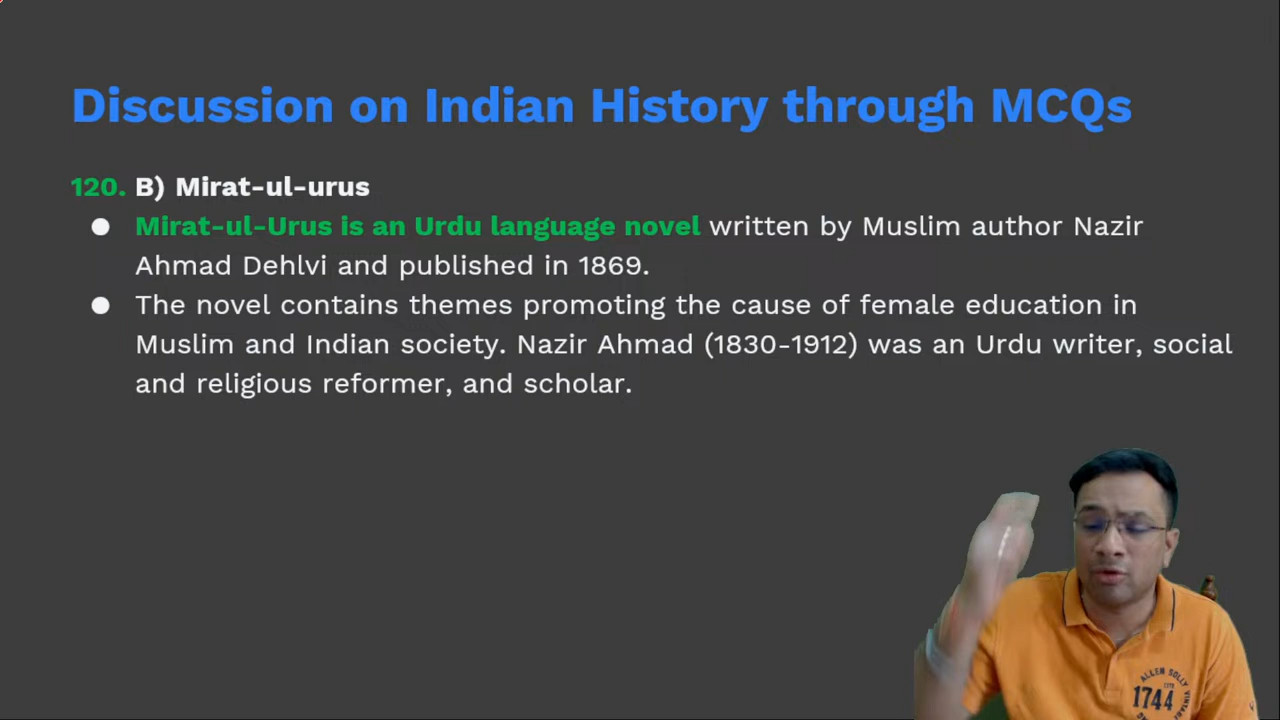 Discussion on Indian History through MCQs
120. B) Mirat-ul-urus
● Mirat-ul-Urus is an Urdu language novel written by Muslim author Nazir
Ahmad Dehlvi and published in 1869.
● The novel contains themes promoting the cause of female education in
Muslim and Indian society. Nazir Ahmad (1830-1912) was an Urdu writer, social
and religious reformer, and scholar.
ALLEN SOLLY
1744